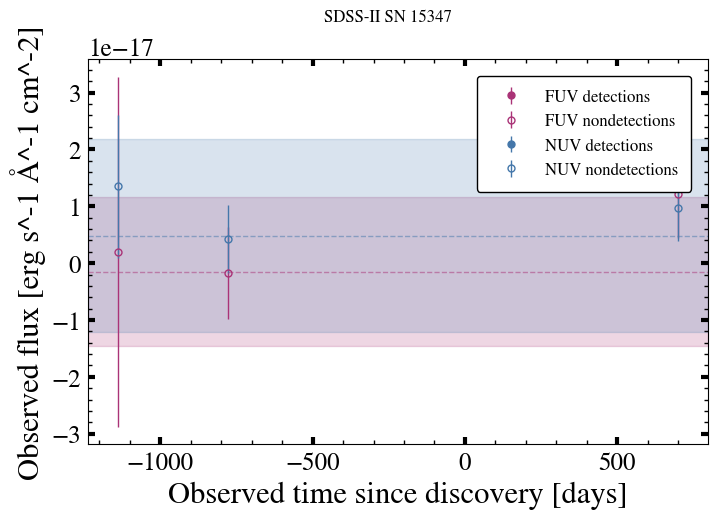 SDSS-II SN 15347
1e−17
Observed flux [erg s^-1 Å^-1 cm^-2]
3
2
1
0
−1
−2
−3
FUV detections
FUV nondetections
NUV detections
NUV nondetections
−1000
−500
0
500
Observed time since discovery [days]